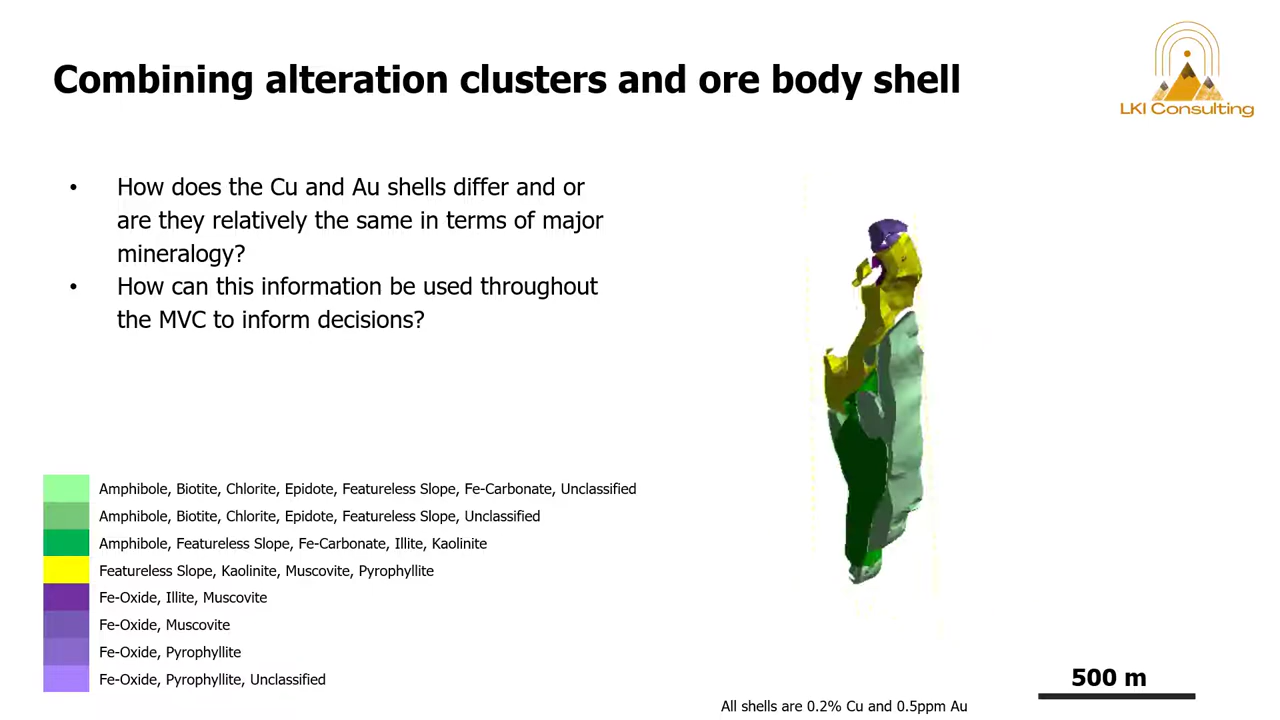 Combining alteration clusters and ore body shell
LKI Consulting
• How does the Cu and Au shells differ and or
are they relatively the same in terms of major
mineralogy?
• How can this information be used throughout
the MVC to inform decisions?
Amphibole, Biotite, Chlorite, Epidote, Featureless Slope, Fe-Carbonate, Unclassified
Amphibole, Biotite, Chlorite, Epidote, Featureless Slope, Unclassified
Amphibole, Featureless Slope, Fe-Carbonate, Illite, Kaolinite
Featureless Slope, Kaolinite, Muscovite, Pyrophyllite
Fe-Oxide, Illite, Muscovite
Fe-Oxide, Muscovite
Fe-Oxide, Pyrophyllite
Fe-Oxide, Pyrophyllite, Unclassified
500 m
All shells are 0.2% Cu and 0.5ppm Au